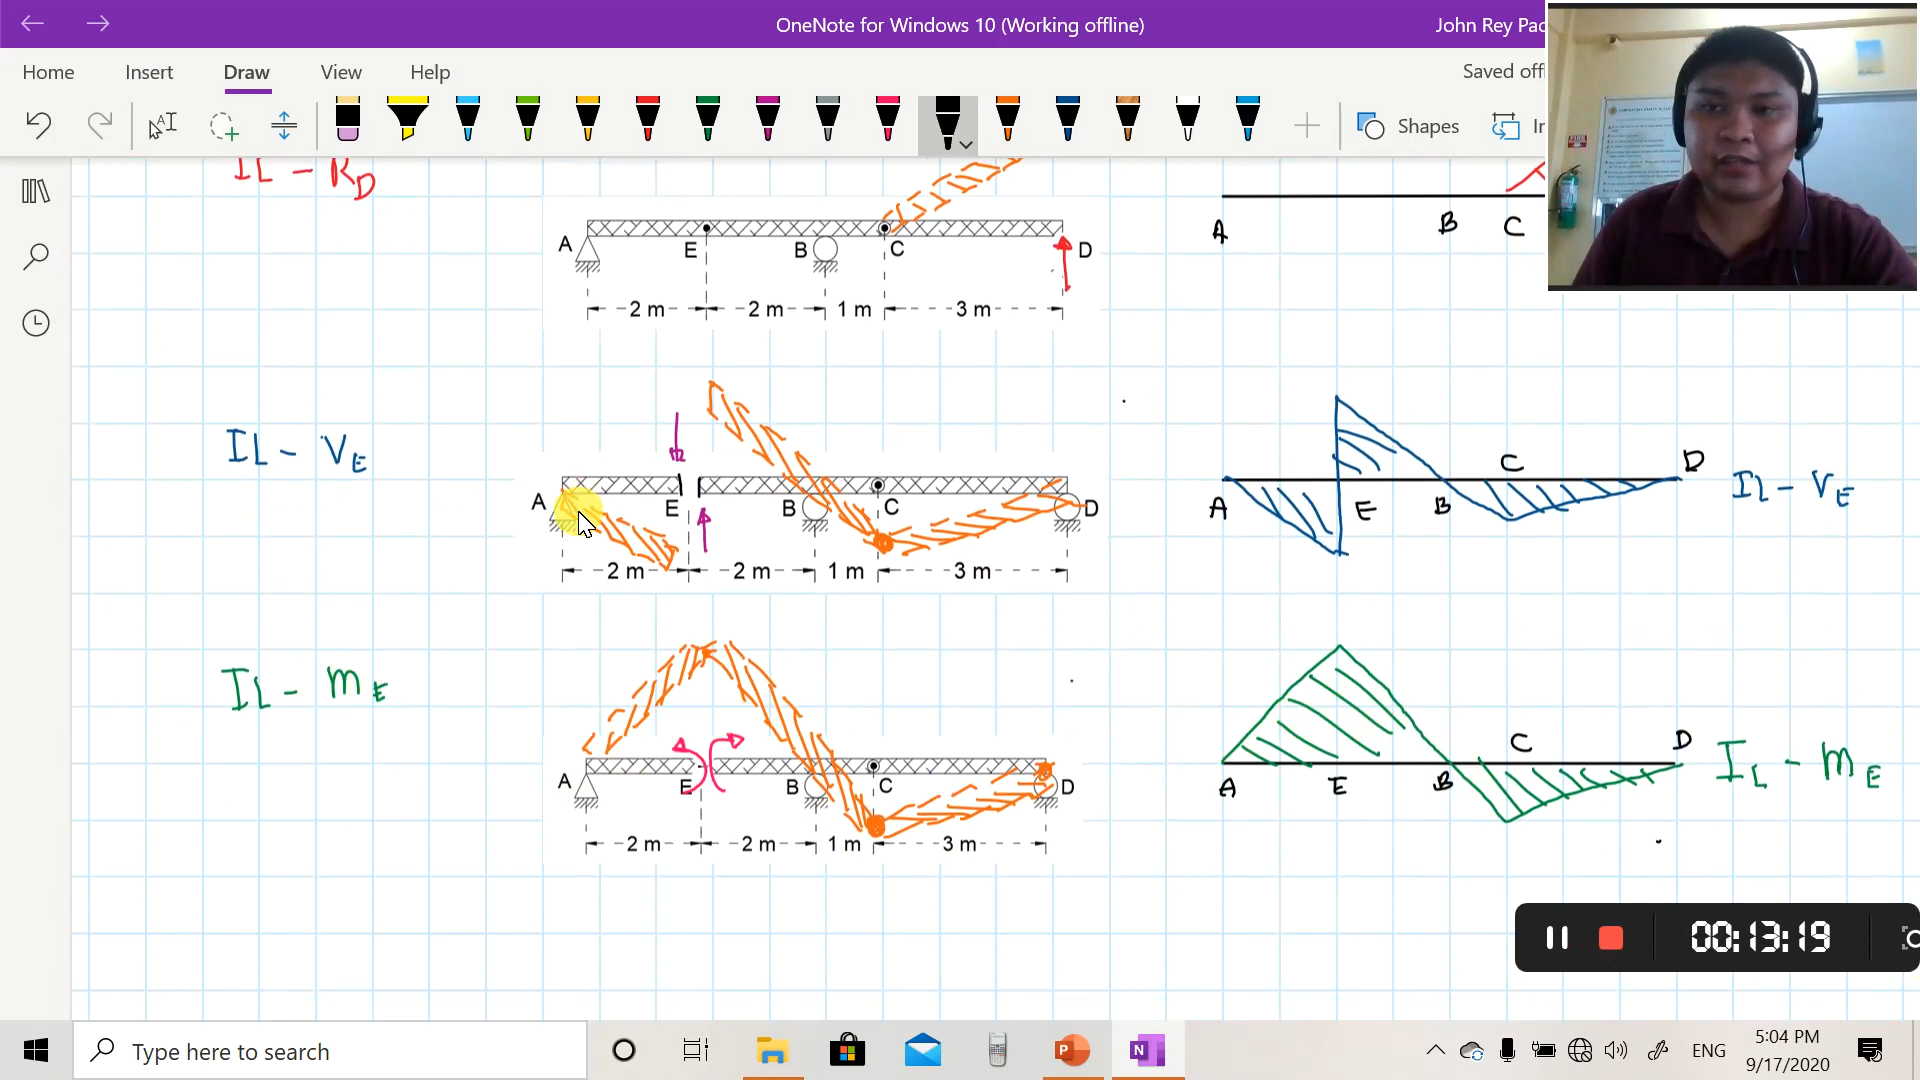 OneNote for Windows 10 (Working offline)
John Rey Pac
Home Insert Draw View Help
Saved off
Shapes
In
IL - RD
A E B C D
2 m 2 m 1 m 3 m
A B C
IL - VE
A E B C D
2 m 2 m 1 m 3 m
A E B C D
IL - VE
IL - ME
A E B C D
2 m 2 m 1 m 3 m
A E B C D
IL - ME
00:13:19
Type here to search
ENG
5:04 PM
9/17/2020